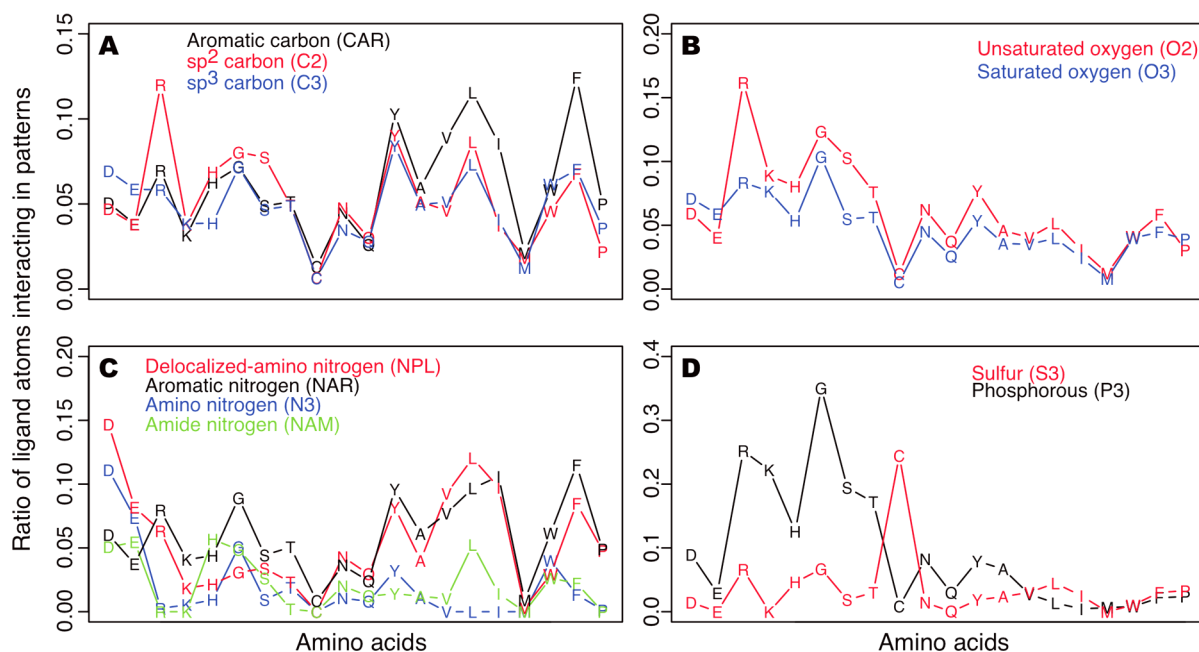 A
Aromatic carbon (CAR)
sp2 carbon (C2)
sp3 carbon (C3)
0.15
0.10
0.05
0.00
B
Unsaturated oxygen (O2)
Saturated oxygen (O3)
0.20
0.15
0.10
0.05
0.00
Ratio of ligand atoms interacting in patterns
C
Delocalized-amino nitrogen (NPL)
Aromatic nitrogen (NAR)
Amino nitrogen (N3)
Amide nitrogen (NAM)
0.20
0.15
0.10
0.05
0.00
Amino acids
D
Sulfur (S3)
Phosphorous (P3)
0.4
0.3
0.2
0.1
0.0
Amino acids